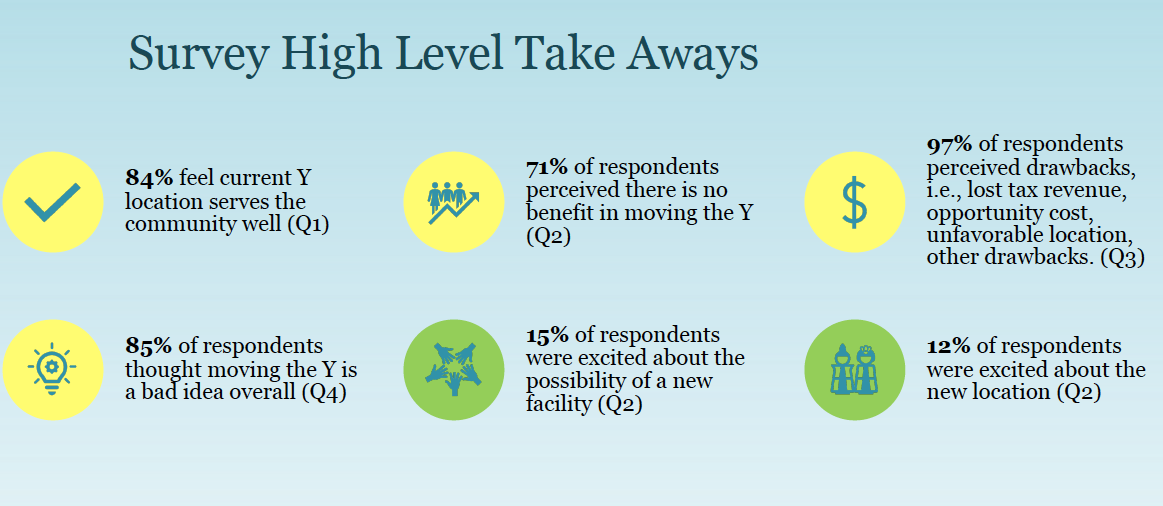 Survey High Level Take Aways
84% feel current Y
location serves the
community well (Q1)
71% of respondents
perceived there is no
benefit in moving the Y
(Q2)
97% of respondents
perceived drawbacks,
i.e., lost tax revenue,
opportunity cost,
unfavorable location,
other drawbacks. (Q3)
85% of respondents
thought moving the Y is
a bad idea overall (Q4)
15% of respondents
were excited about the
possibility of a new
facility (Q2)
12% of respondents
were excited about the
new location (Q2)
$